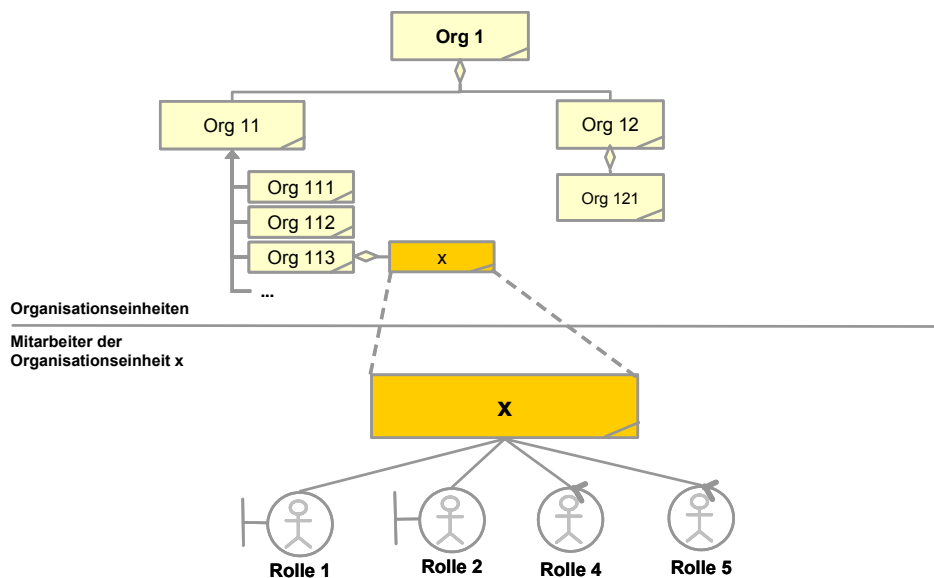 Org 1
Org 11
Org 12
Org 111
Org 121
Org 112
Org 113
x
...
Organisationseinheiten
Mitarbeiter der
Organisationseinheit x
x
Rolle 1
Rolle 2
Rolle 4
Rolle 5